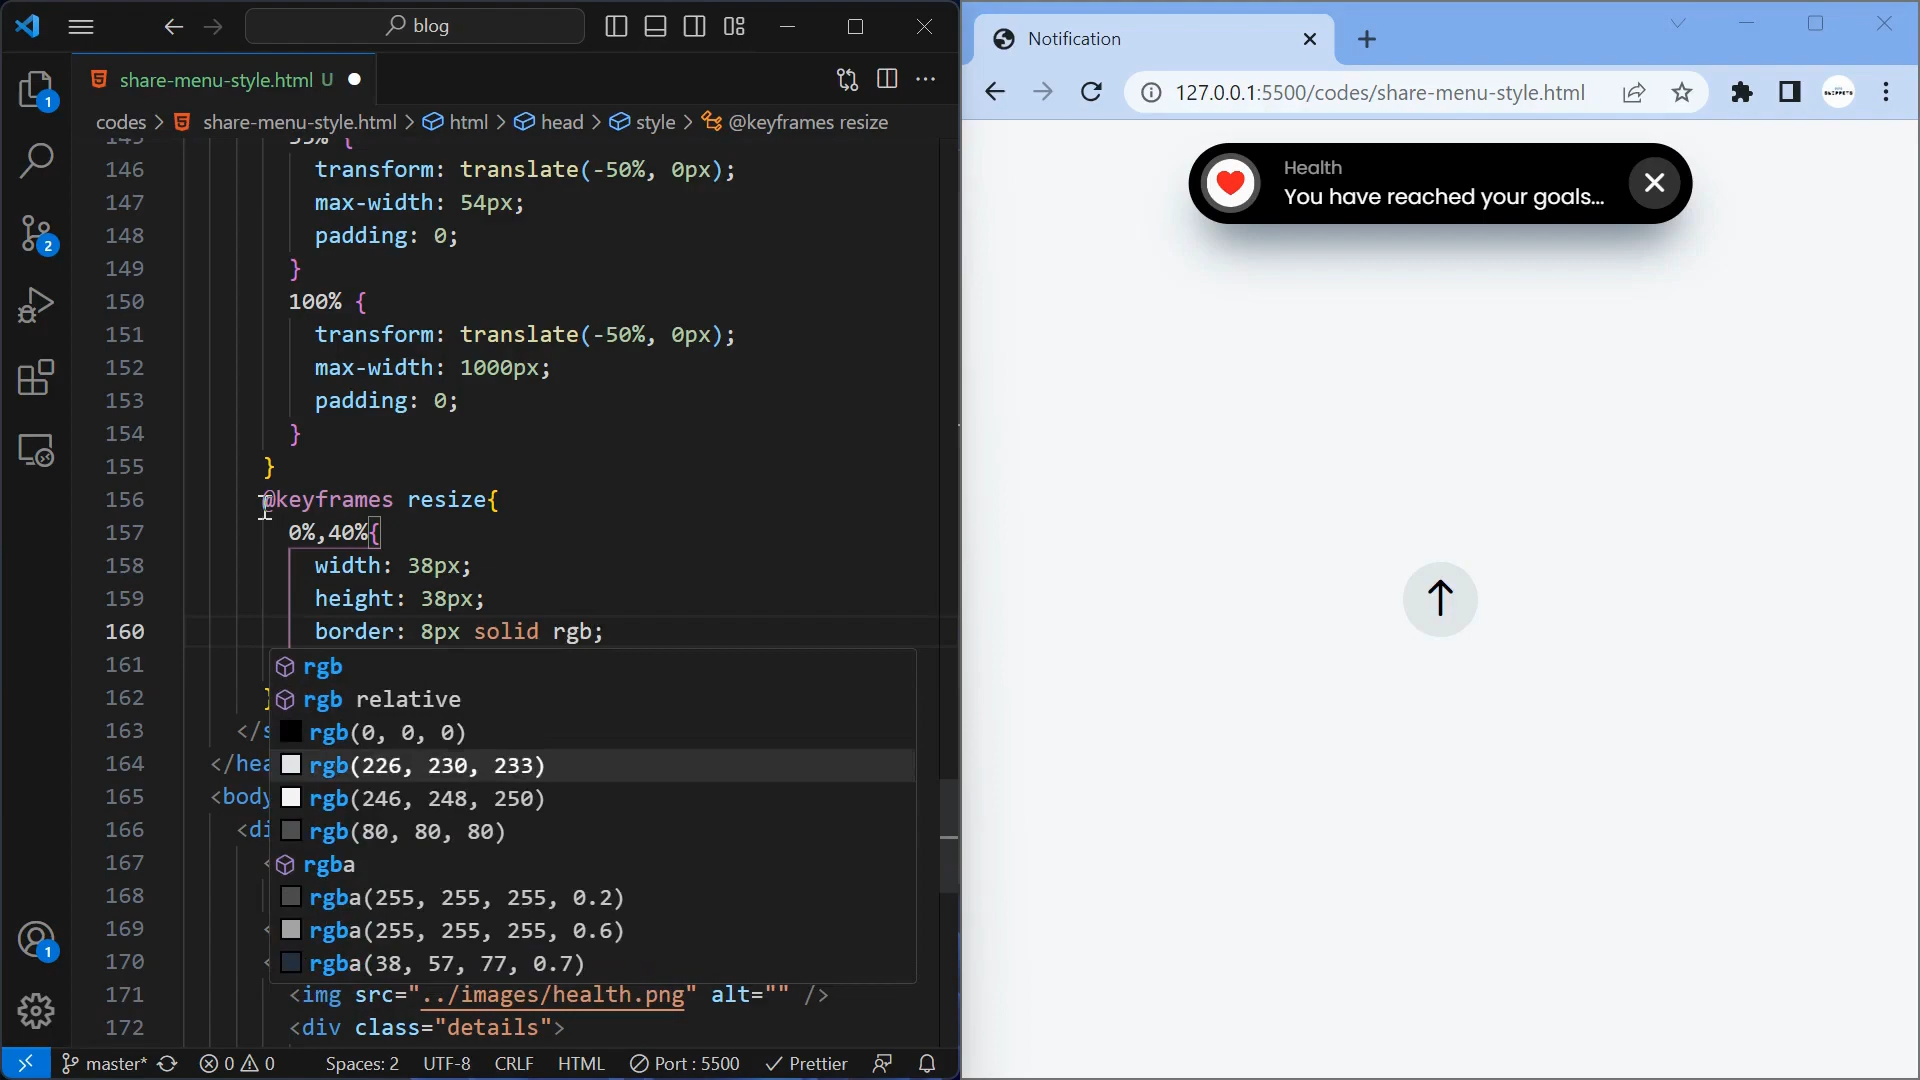 blog
share-menu-style.html U
codes > share-menu-style.html > html > head > style > @keyframes resize
146 transform: translate(-50%, 0px);
147 max-width: 54px;
148 padding: 0;
149 }
150 100% {
151 transform: translate(-50%, 0px);
152 max-width: 1000px;
153 padding: 0;
154 }
155 }
156 @keyframes resize{
157 0%,40%{
158 width: 38px;
159 height: 38px;
160 border: 8px solid rgb;
161
162 }
163 </s
164 </hea
165 <body
166 <di
167 <
168
169 <
170 <
171 <img src="../images/health.png" alt="" />
172 <div class="details">
rgb
rgb relative
rgb(0, 0, 0)
rgb(226, 230, 233)
rgb(246, 248, 250)
rgb(80, 80, 80)
rgba
rgba(255, 255, 255, 0.2)
rgba(255, 255, 255, 0.6)
rgba(38, 57, 77, 0.7)
1
2
1
master* 0 0 Spaces: 2 UTF-8 CRLF HTML Port : 5500 Prettier
Notification
127.0.0.1:5500/codes/share-menu-style.html
Health
You have reached your goals...